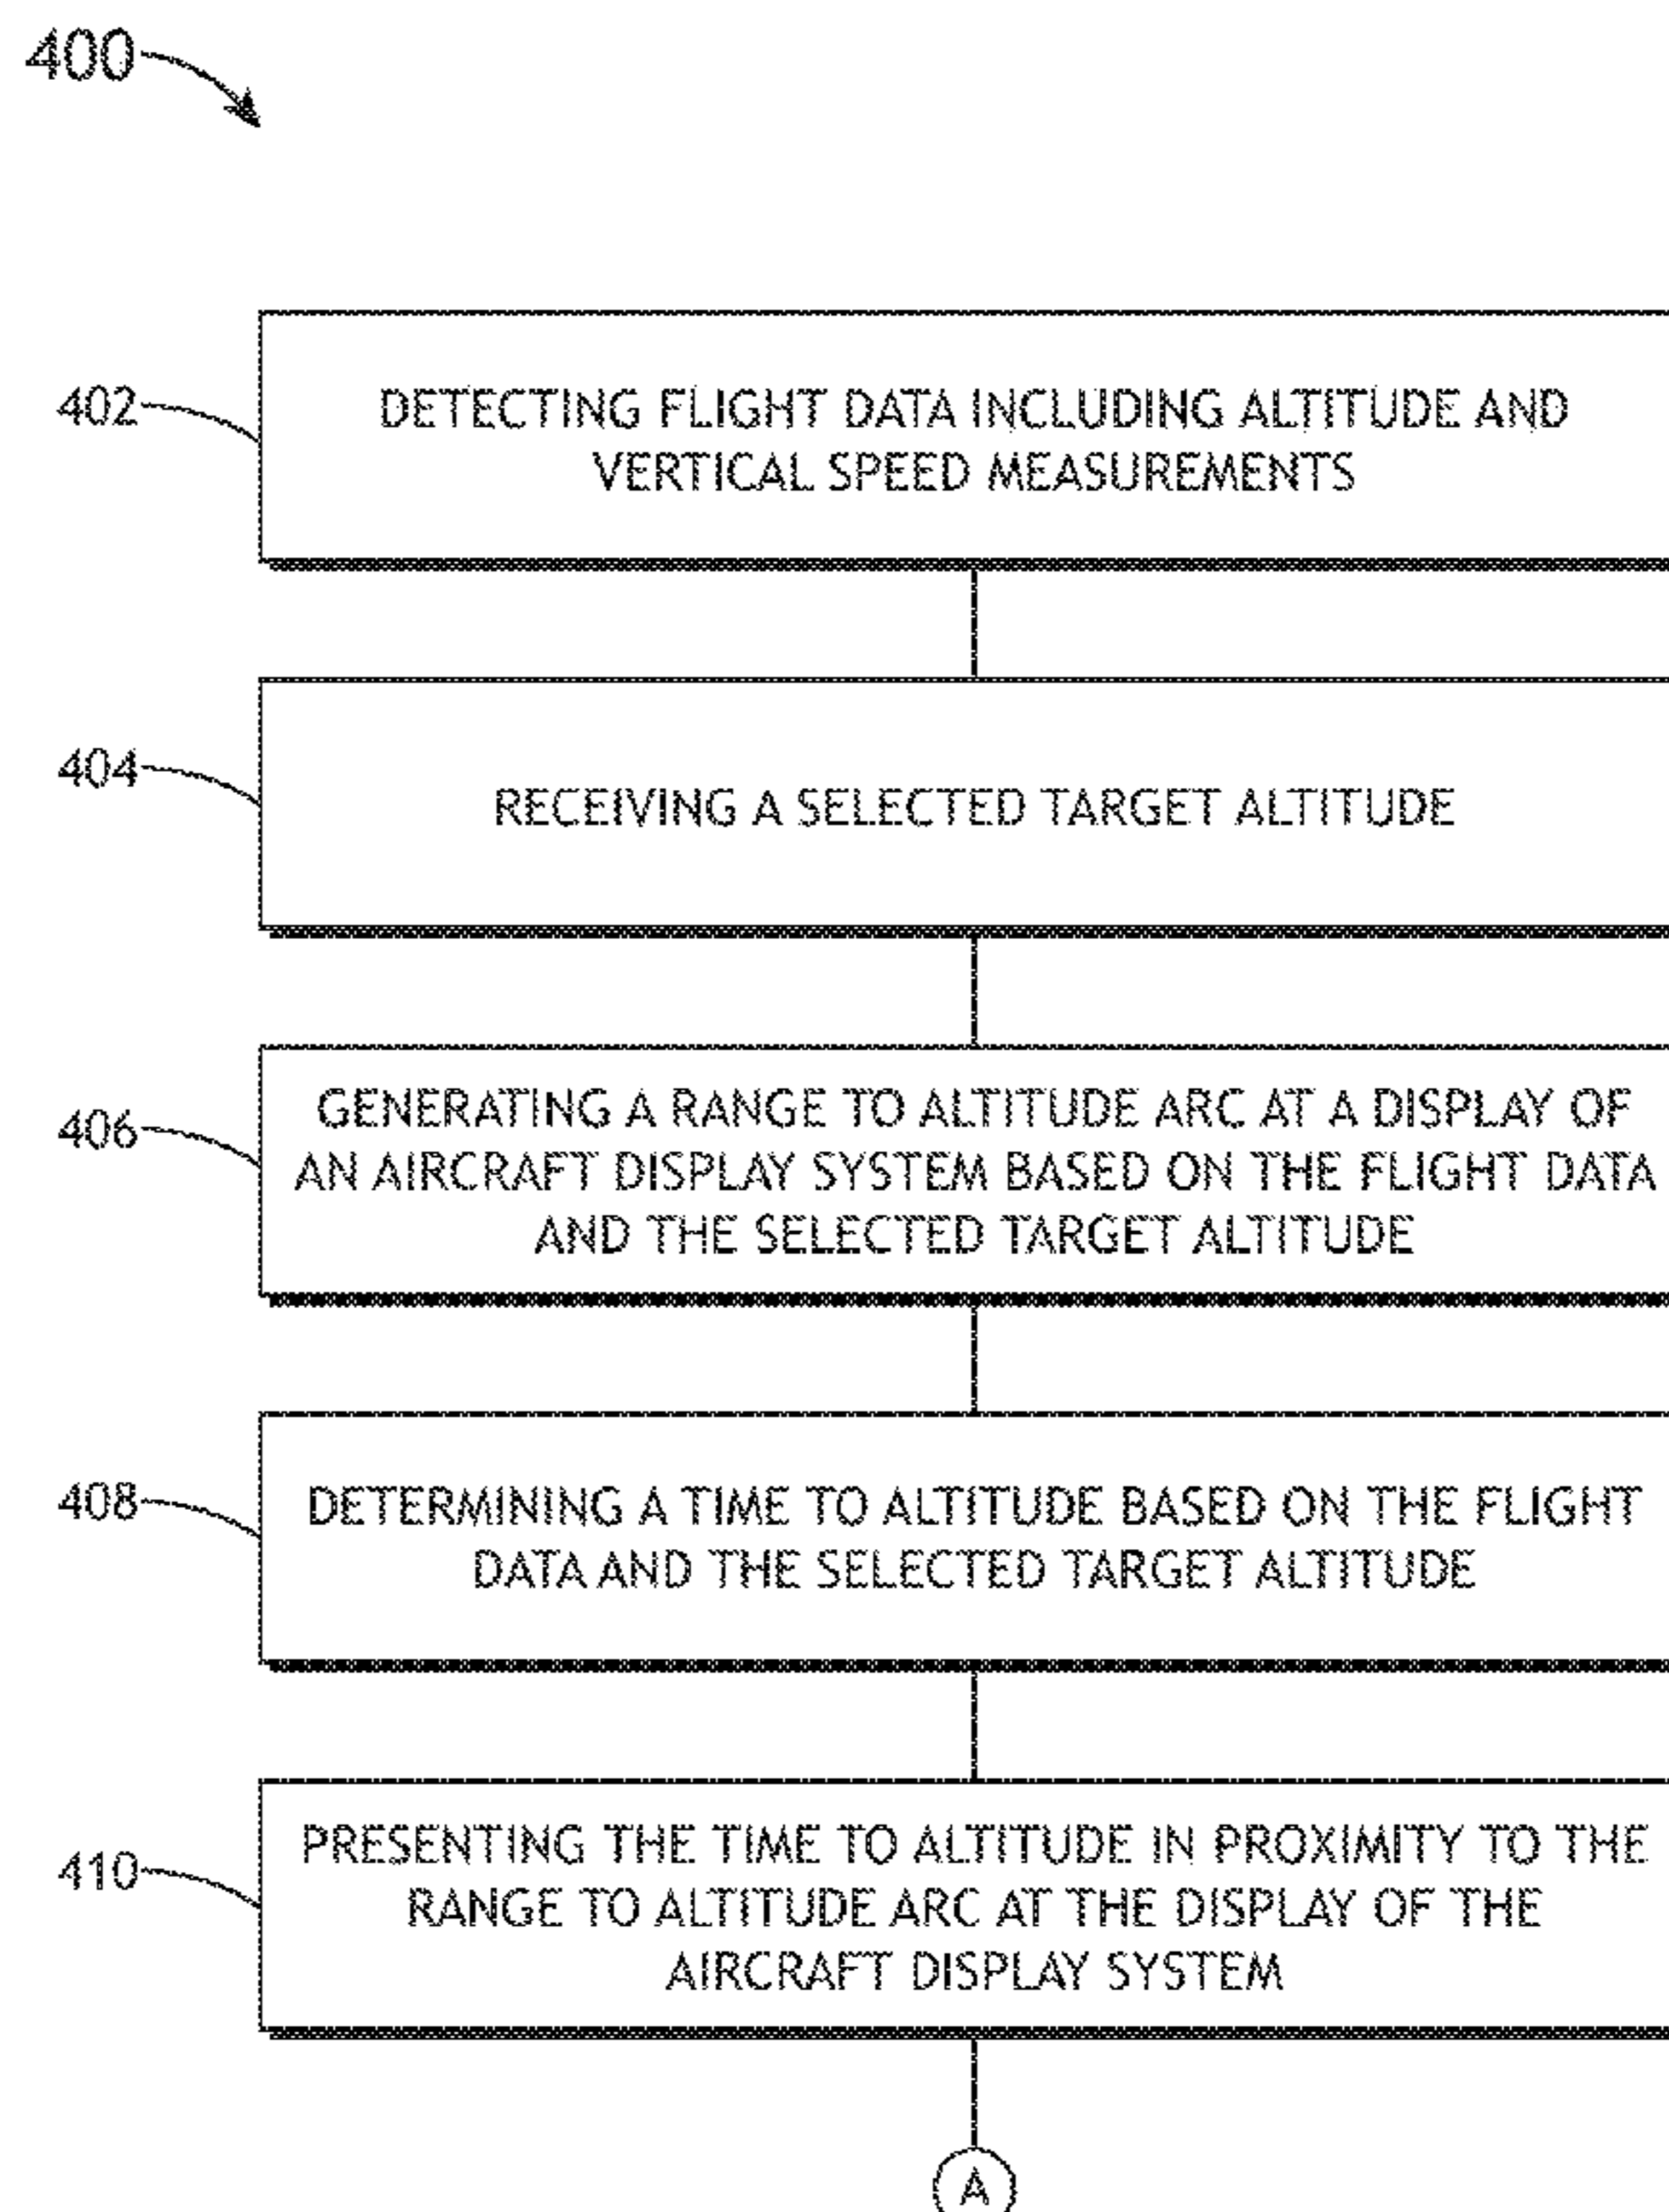 400
402
DETECTING FLIGHT DATA INCLUDING ALTITUDE AND
VERTICAL SPEED MEASUREMENTS
404
RECEIVING A SELECTED TARGET ALTITUDE
406
GENERATING A RANGE TO ALTITUDE ARC AT A DISPLAY OF
AN AIRCRAFT DISPLAY SYSTEM BASED ON THE FLIGHT DATA
AND THE SELECTED TARGET ALTITUDE
408
DETERMINING A TIME TO ALTITUDE BASED ON THE FLIGHT
DATA AND THE SELECTED TARGET ALTITUDE
410
PRESENTING THE TIME TO ALTITUDE IN PROXIMITY TO THE
RANGE TO ALTITUDE ARC AT THE DISPLAY OF THE
AIRCRAFT DISPLAY SYSTEM
A